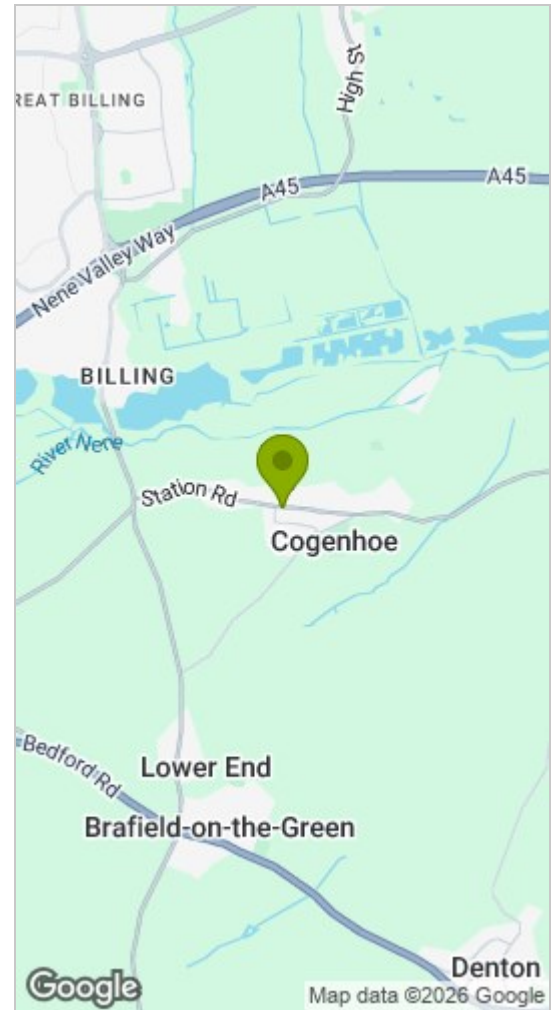 REAT BILLING
High St
A45
A45
Nene Valley Way
BILLING
River Nene
Station Rd
Cogenhoe
Bedford Rd
Lower End
Brafield-on-the-Green
Denton
Google
Map data ©2026 Google